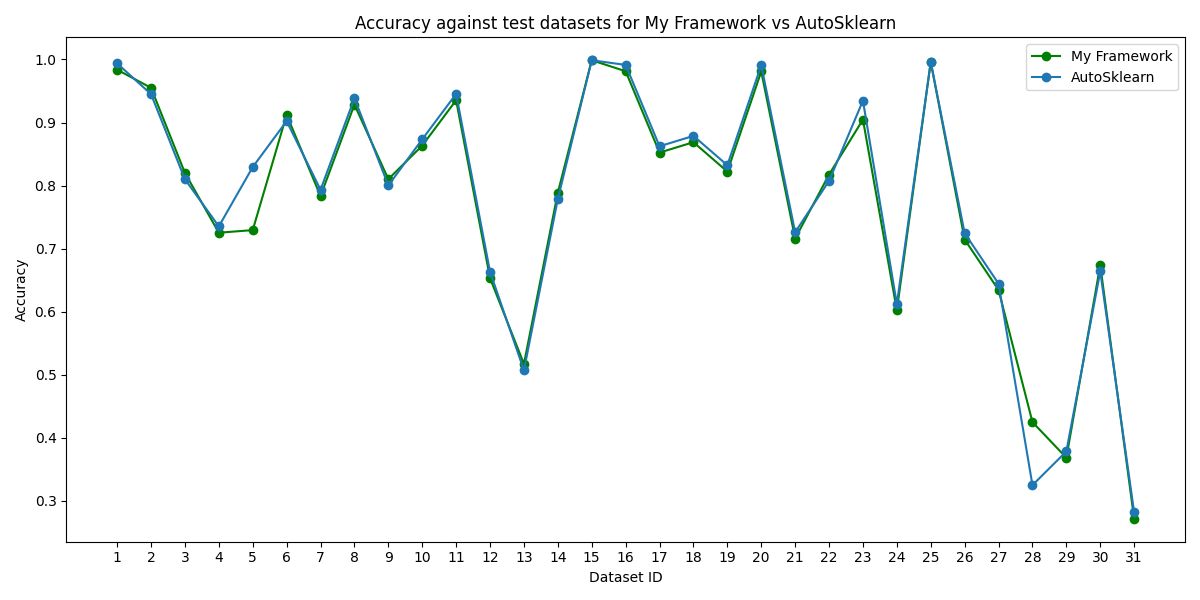 Accuracy against test datasets for My Framework vs AutoSklearn
My Framework
AutoSklearn
1.0
0.9
0.8
0.7
0.6
0.5
0.4
0.3
Accuracy
1 2 3 4 5 6 7 8 9 10 11 12 13 14 15 16 17 18 19 20 21 22 23 24 25 26 27 28 29 30 31
Dataset ID